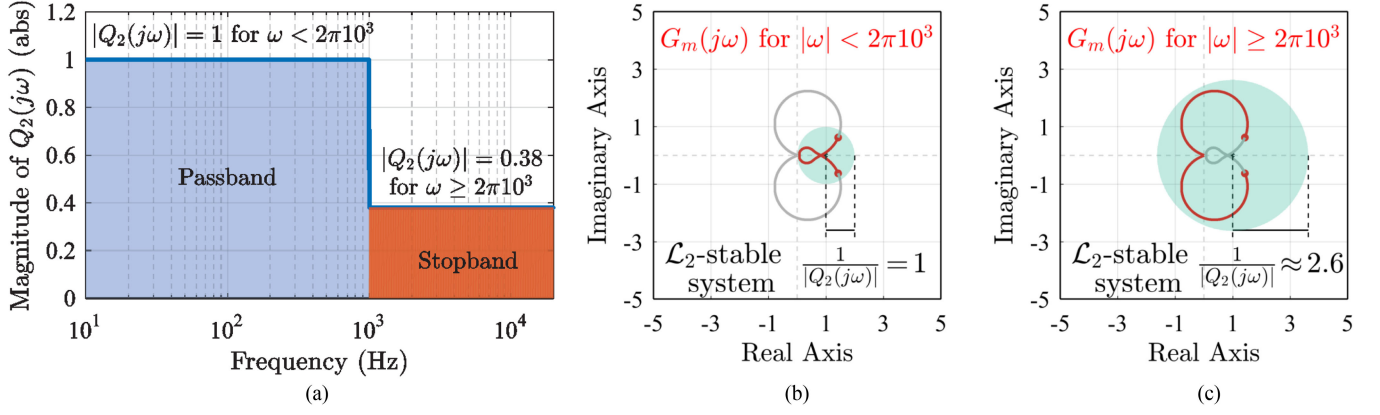 Magnitude of Q₂(jω) (abs)
1.2
1
0.8
0.6
0.4
0.2
0
|Q₂(jω)| = 1 for ω < 2π10³
|Q₂(jω)| = 0.38
for ω ≥ 2π10³
Passband
Stopband
10¹ 10² 10³ 10⁴
Frequency (Hz)
(a)
Imaginary Axis
5
3
1
-1
-3
-5
G_m(jω) for |ω| < 2π10³
ℒ₂-stable
system
1/|Q₂(jω)| = 1
-5 -3 -1 1 3 5
Real Axis
(b)
Imaginary Axis
5
3
1
-1
-3
-5
G_m(jω) for |ω| ≥ 2π10³
ℒ₂-stable
system
1/|Q₂(jω)| ≈ 2.6
-5 -3 -1 1 3 5
Real Axis
(c)